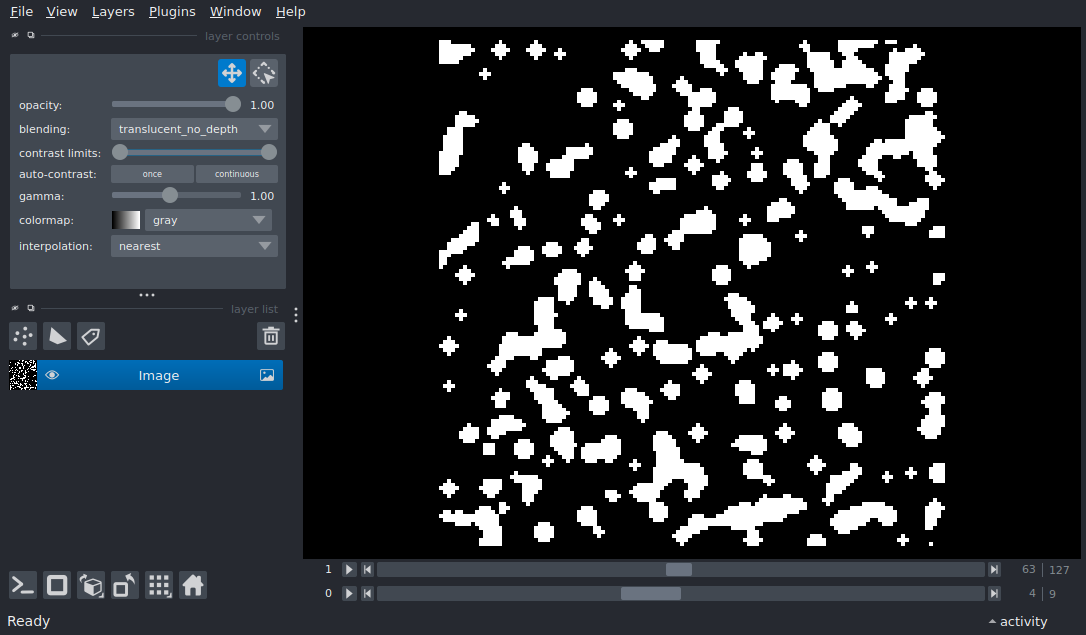 File View Layers Plugins Window Help
layer controls
opacity: 1.00
blending: translucent_no_depth
contrast limits:
auto-contrast: once continuous
gamma: 1.00
colormap: gray
interpolation: nearest
layer list
Image
1 63 127
0 4 9
Ready activity